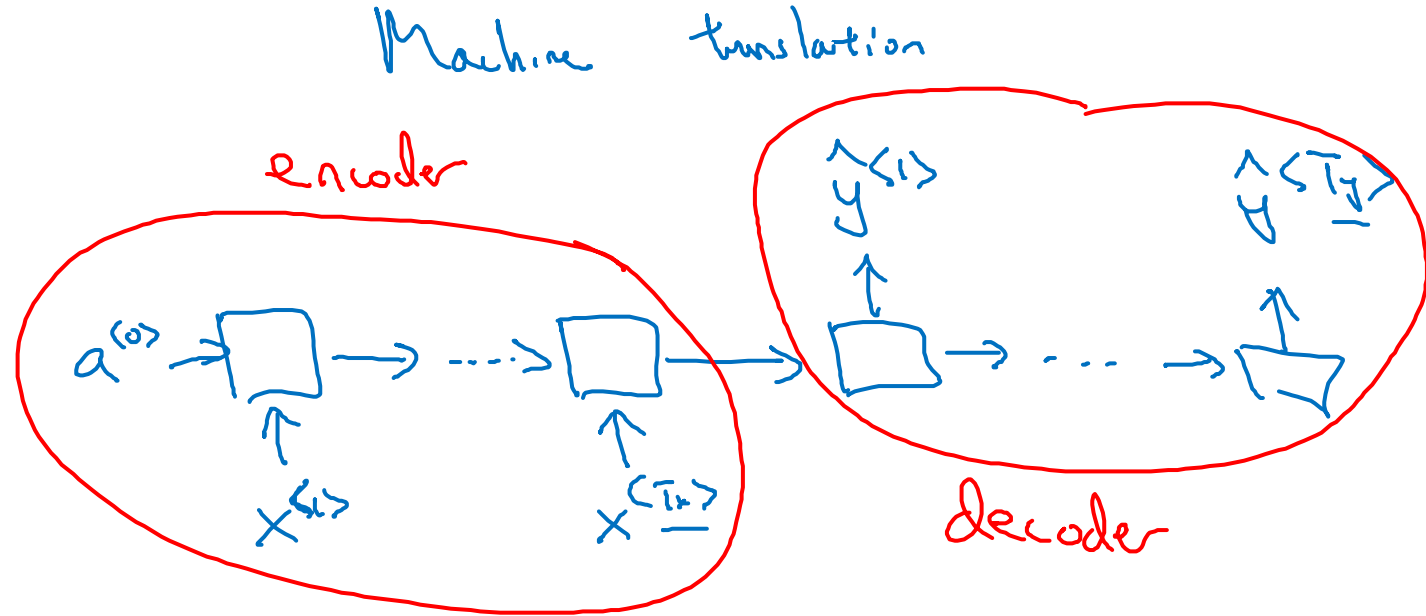 Machine translation
encoder
ŷ<1> ŷ<Ty>
a<0>
x<1> x<Tx>
decoder